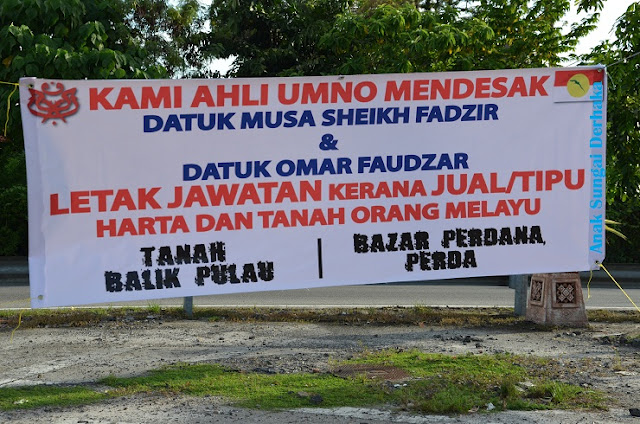 KAMI AHLI UMNO MENDESAK
DATUK MUSA SHEIKH FADZIR
&
DATUK OMAR FAUDZAR
LETAK JAWATAN KERANA JUAL/TIPU
HARTA DAN TANAH ORANG MELAYU
TANAH
BALIK PULAU
BAZAR PERDANA,
PERDA
Anak Sungai Derhaka